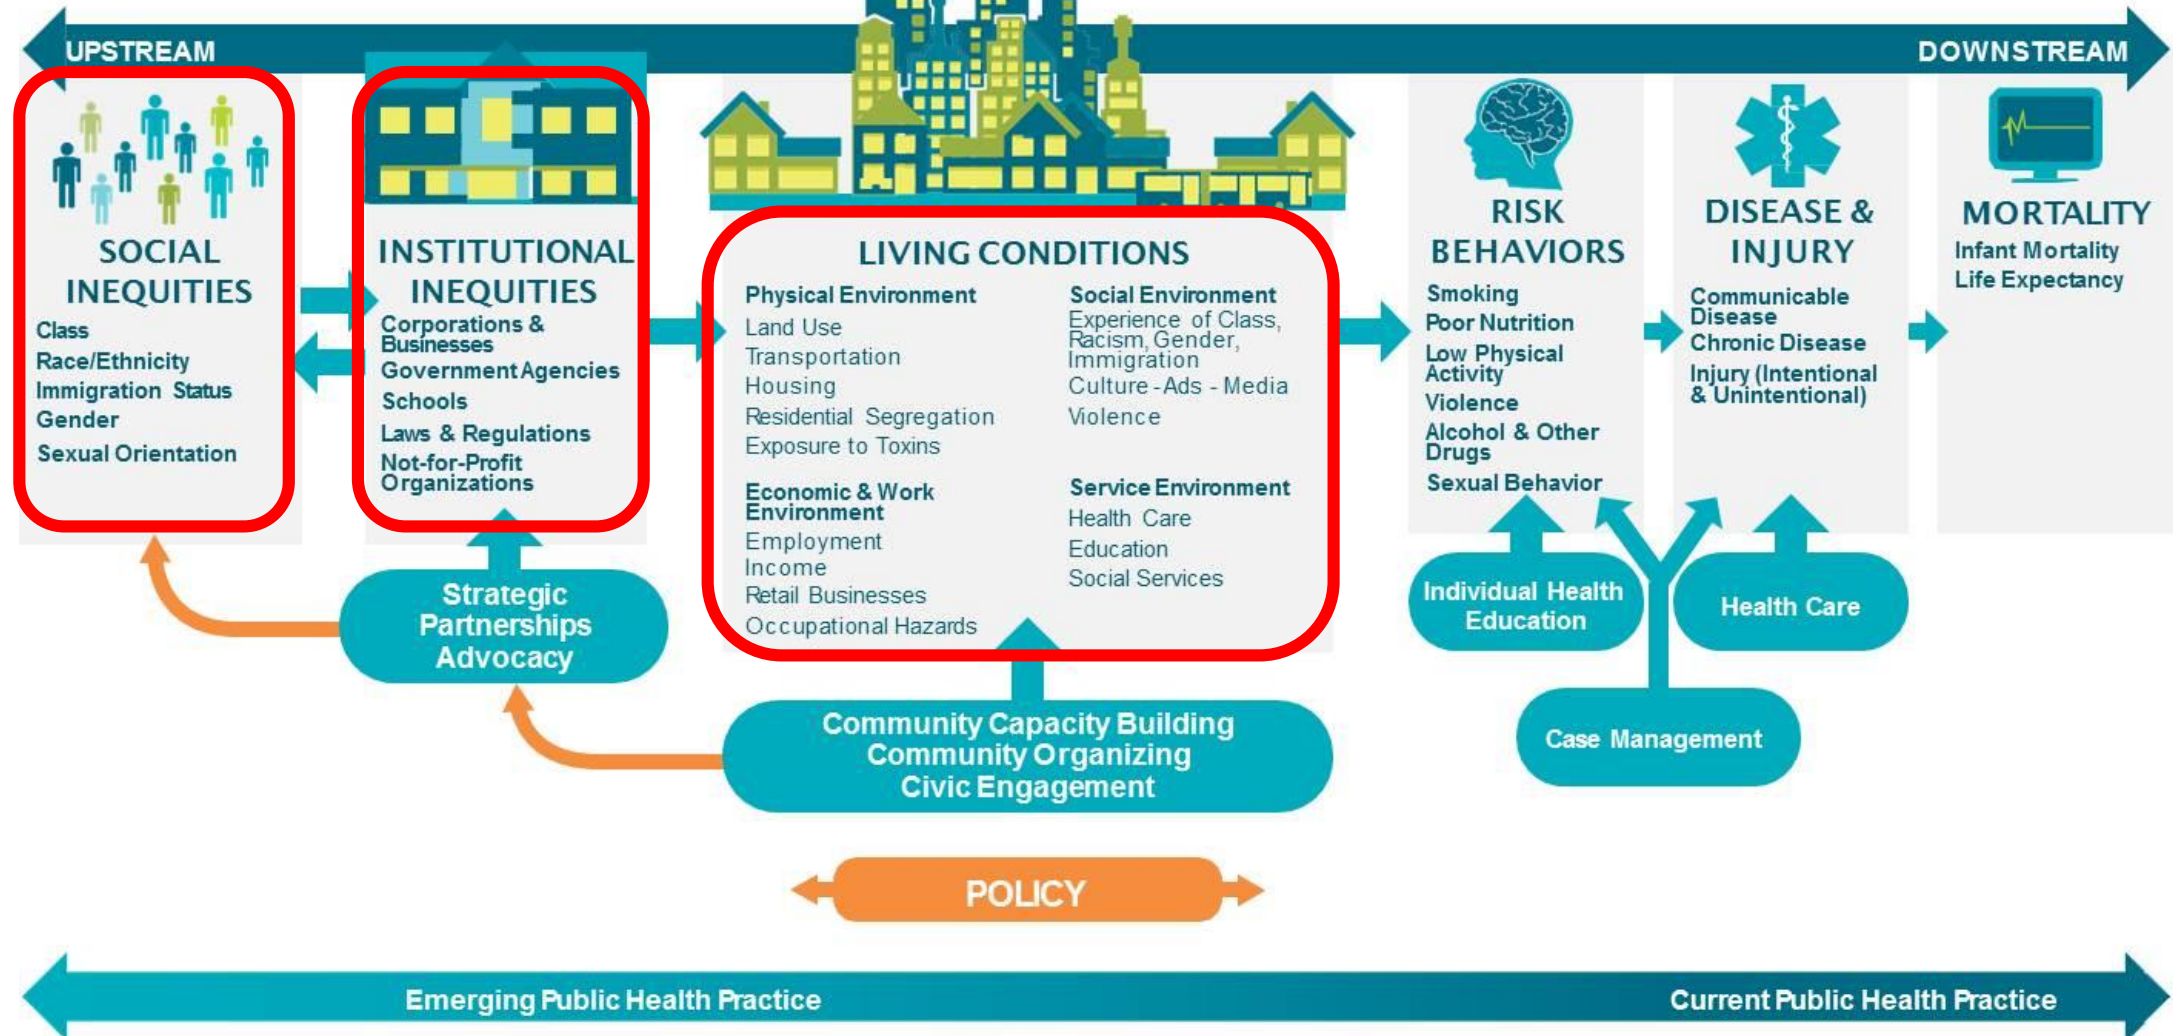 UPSTREAM
DOWNSTREAM
SOCIAL
INEQUITIES
Class
Race/Ethnicity
Immigration Status
Gender
Sexual Orientation
INSTITUTIONAL
INEQUITIES
Corporations &
Businesses
Government Agencies
Schools
Laws & Regulations
Not-for-Profit
Organizations
LIVING CONDITIONS
Physical Environment
Land Use
Transportation
Housing
Residential Segregation
Exposure to Toxins
Economic & Work
Environment
Employment
Income
Retail Businesses
Occupational Hazards
Social Environment
Experience of Class,
Racism, Gender,
Immigration
Culture - Ads - Media
Violence
Service Environment
Health Care
Education
Social Services
RISK
BEHAVIORS
Smoking
Poor Nutrition
Low Physical
Activity
Violence
Alcohol & Other
Drugs
Sexual Behavior
DISEASE &
INJURY
Communicable
Disease
Chronic Disease
Injury (Intentional
& Unintentional)
MORTALITY
Infant Mortality
Life Expectancy
Strategic
Partnerships
Advocacy
Community Capacity Building
Community Organizing
Civic Engagement
Individual Health
Education
Health Care
Case Management
POLICY
Emerging Public Health Practice
Current Public Health Practice